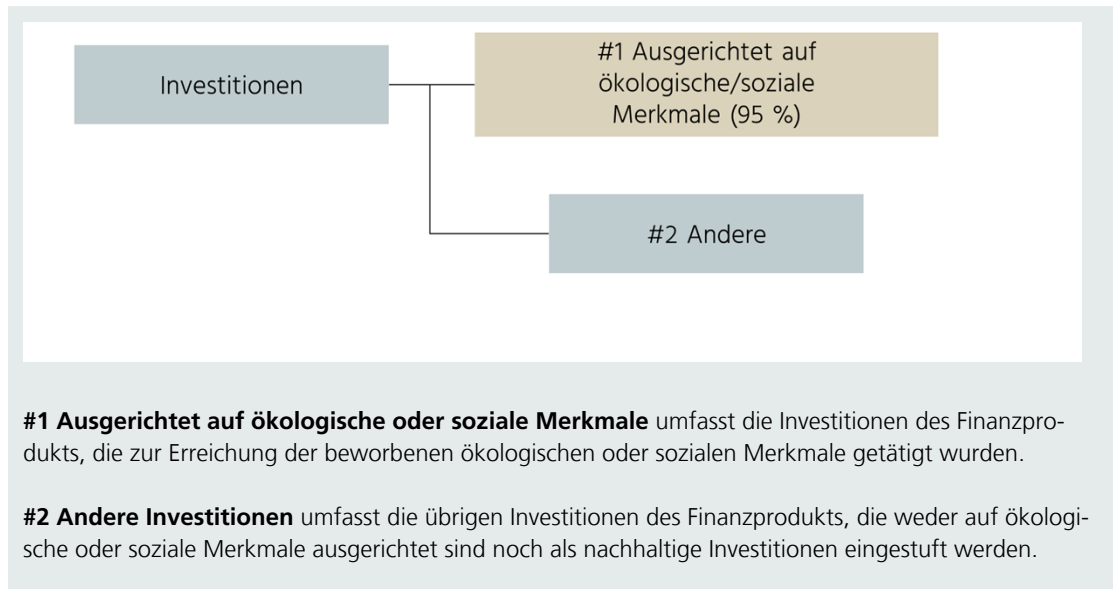 Investitionen
#1 Ausgerichtet auf
ökologische/soziale
Merkmale (95 %)
#2 Andere
#1 Ausgerichtet auf ökologische oder soziale Merkmale umfasst die Investitionen des Finanzpro-
dukts, die zur Erreichung der beworbenen ökologischen oder sozialen Merkmale getätigt wurden.
#2 Andere Investitionen umfasst die übrigen Investitionen des Finanzprodukts, die weder auf ökologi-
sche oder soziale Merkmale ausgerichtet sind noch als nachhaltige Investitionen eingestuft werden.